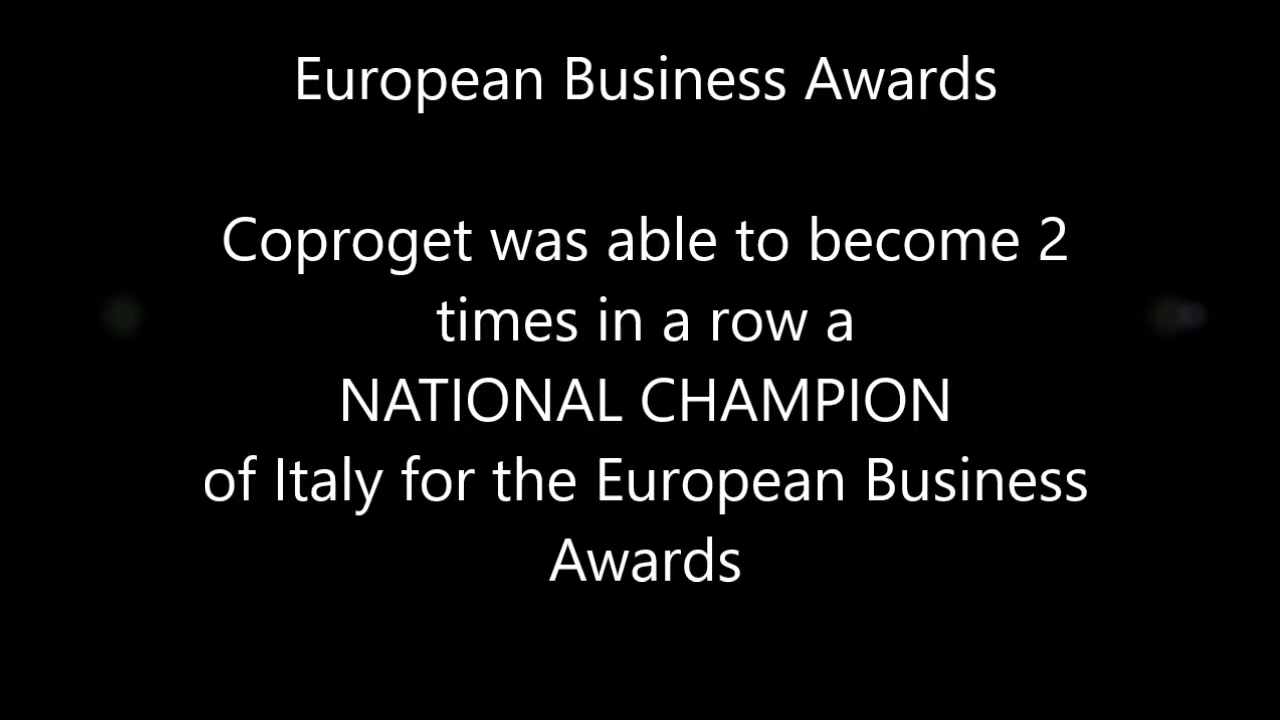 European Business Awards
Coproget was able to become 2
times in a row a
NATIONAL CHAMPION
of Italy for the European Business
Awards